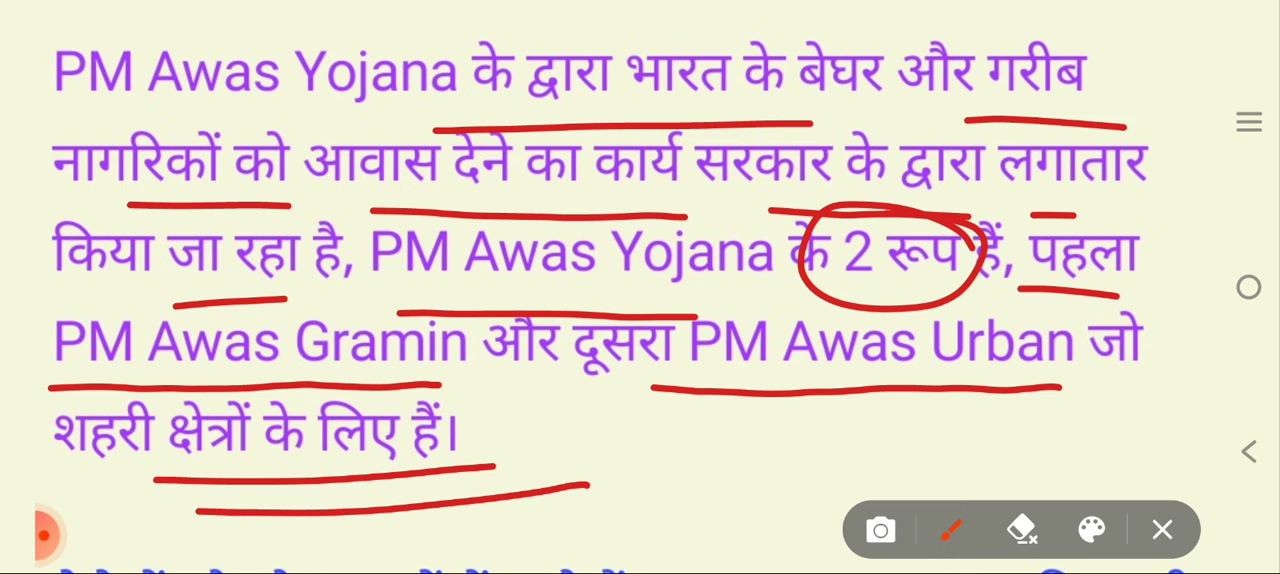 PM Awas Yojana के द्वारा भारत के बेघर और गरीब
नागरिकों को आवास देने का कार्य सरकार के द्वारा लगातार
किया जा रहा है, PM Awas Yojana के 2 रूप हैं, पहला
PM Awas Gramin और दूसरा PM Awas Urban जो
शहरी क्षेत्रों के लिए हैं।